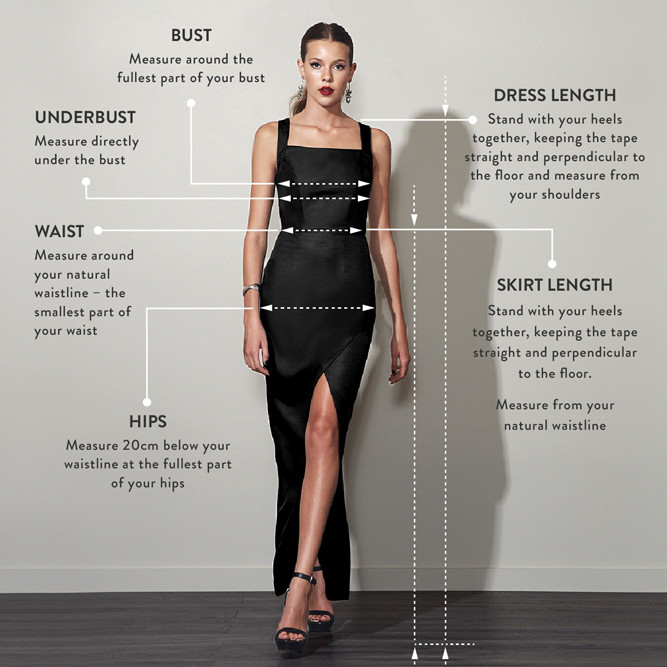 BUST
Measure around the
fullest part of your bust
UNDERBUST
Measure directly
under the bust
WAIST
Measure around
your natural
waistline – the
smallest part of
your waist
HIPS
Measure 20cm below your
waistline at the fullest part
of your hips
DRESS LENGTH
Stand with your heels
together, keeping the tape
straight and perpendicular to
the floor and measure from
your shoulders
SKIRT LENGTH
Stand with your heels
together, keeping the tape
straight and perpendicular
to the floor.
Measure from your
natural waistline